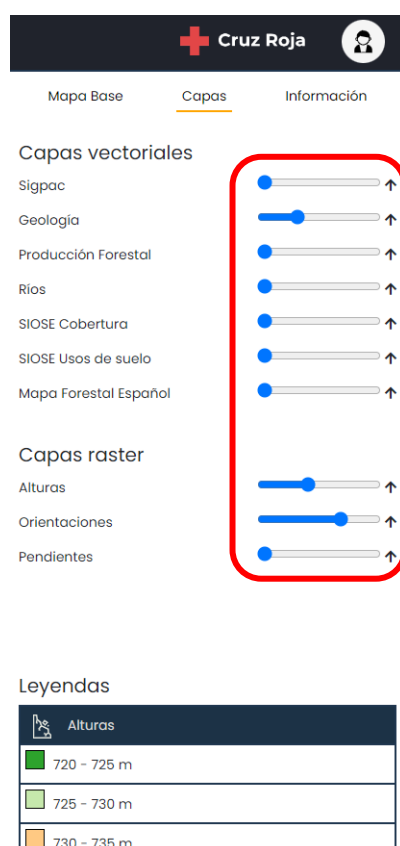 Cruz Roja
Mapa Base Capas Información
Capas vectoriales
Sigpac
Geología
Producción Forestal
Ríos
SIOSE Cobertura
SIOSE Usos de suelo
Mapa Forestal Español
Capas raster
Alturas
Orientaciones
Pendientes
Leyendas
Alturas
720 - 725 m
725 - 730 m
730 - 735 m